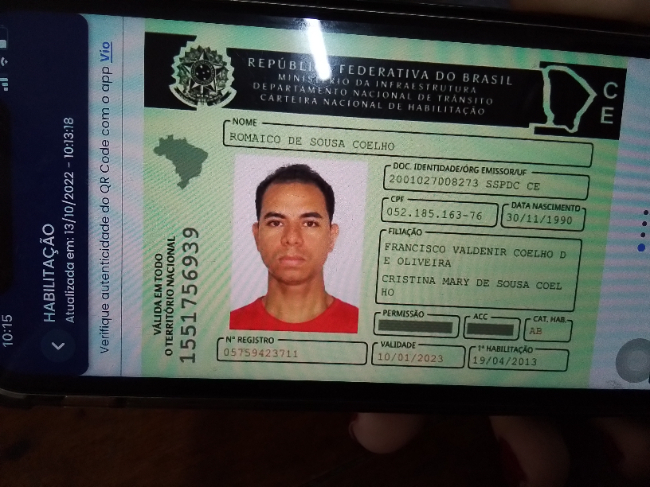 10:15
HABILITAÇÃO
Atualizada em: 13/10/2022 - 10:13:18
Verifique autenticidade do QR Code com o app Vio
REPÚBLICA FEDERATIVA DO BRASIL
MINISTÉRIO DA INFRAESTRUTURA
DEPARTAMENTO NACIONAL DE TRÂNSITO
CARTEIRA NACIONAL DE HABILITAÇÃO
C
E
NOME
ROMAICO DE SOUSA COELHO
DOC. IDENTIDADE/ÓRG EMISSOR/UF
2001027008273 SSPDC CE
CPF
052.185.163-76
DATA NASCIMENTO
30/11/1990
FILIAÇÃO
FRANCISCO VALDENIR COELHO D
E OLIVEIRA
CRISTINA MARY DE SOUSA COEL
HO
PERMISSÃO
ACC
CAT. HAB.
AB
Nº REGISTRO
05759423711
VALIDADE
10/01/2023
1ª HABILITAÇÃO
19/04/2013
VÁLIDA EM TODO
O TERRITÓRIO NACIONAL
1551756939